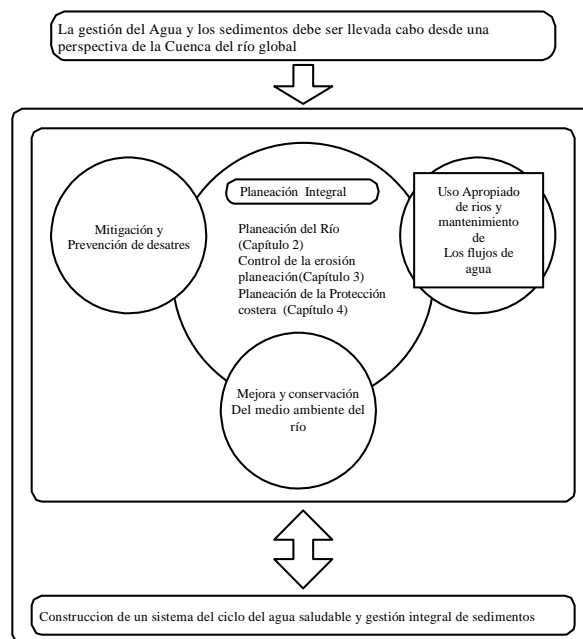 La gestión del Agua y los sedimentos debe ser llevada cabo desde una
perspectiva de la Cuenca del río global
Planeación Integral
Mitigación y
Prevención de desatres
Planeación del Río
(Capítulo 2)
Control de la erosión
planeación(Capítulo 3)
Planeación de la Protección
costera (Capítulo 4)
Uso Apropiado
de rios y
mantenimiento
de
Los flujos de
agua
Mejora y conservación
Del medio ambiente del
río
Construccion de un sistema del ciclo del agua saludable y gestión integral de sedimentos